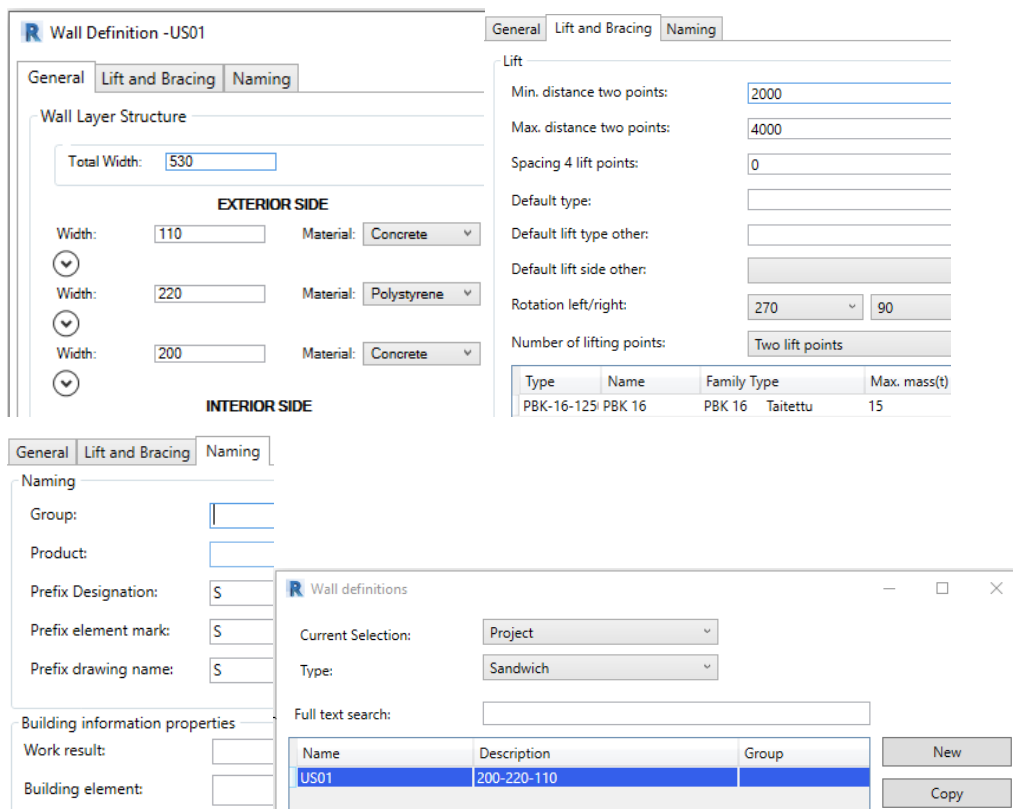 Wall Definition -US01
General Lift and Bracing Naming
Wall Layer Structure
Total Width: 530
EXTERIOR SIDE
Width: 110 Material: Concrete
Width: 220 Material: Polystyrene
Width: 200 Material: Concrete
INTERIOR SIDE
General Lift and Bracing Naming
Lift
Min. distance two points: 2000
Max. distance two points: 4000
Spacing 4 lift points: 0
Default type:
Default lift type other:
Default lift side other:
Rotation left/right: 270 90
Number of lifting points: Two lift points
Type Name Family Type Max. mass(t)
PBK-16-125 PBK 16 PBK 16 Taitettu 15
General Lift and Bracing Naming
Naming
Group:
Product:
Prefix Designation: S
Prefix element mark: S
Prefix drawing name: S
Building information properties
Work result:
Building element:
R Wall definitions
Current Selection: Project
Type: Sandwich
Full text search:
Name Description Group
US01 200-220-110
New
Copy